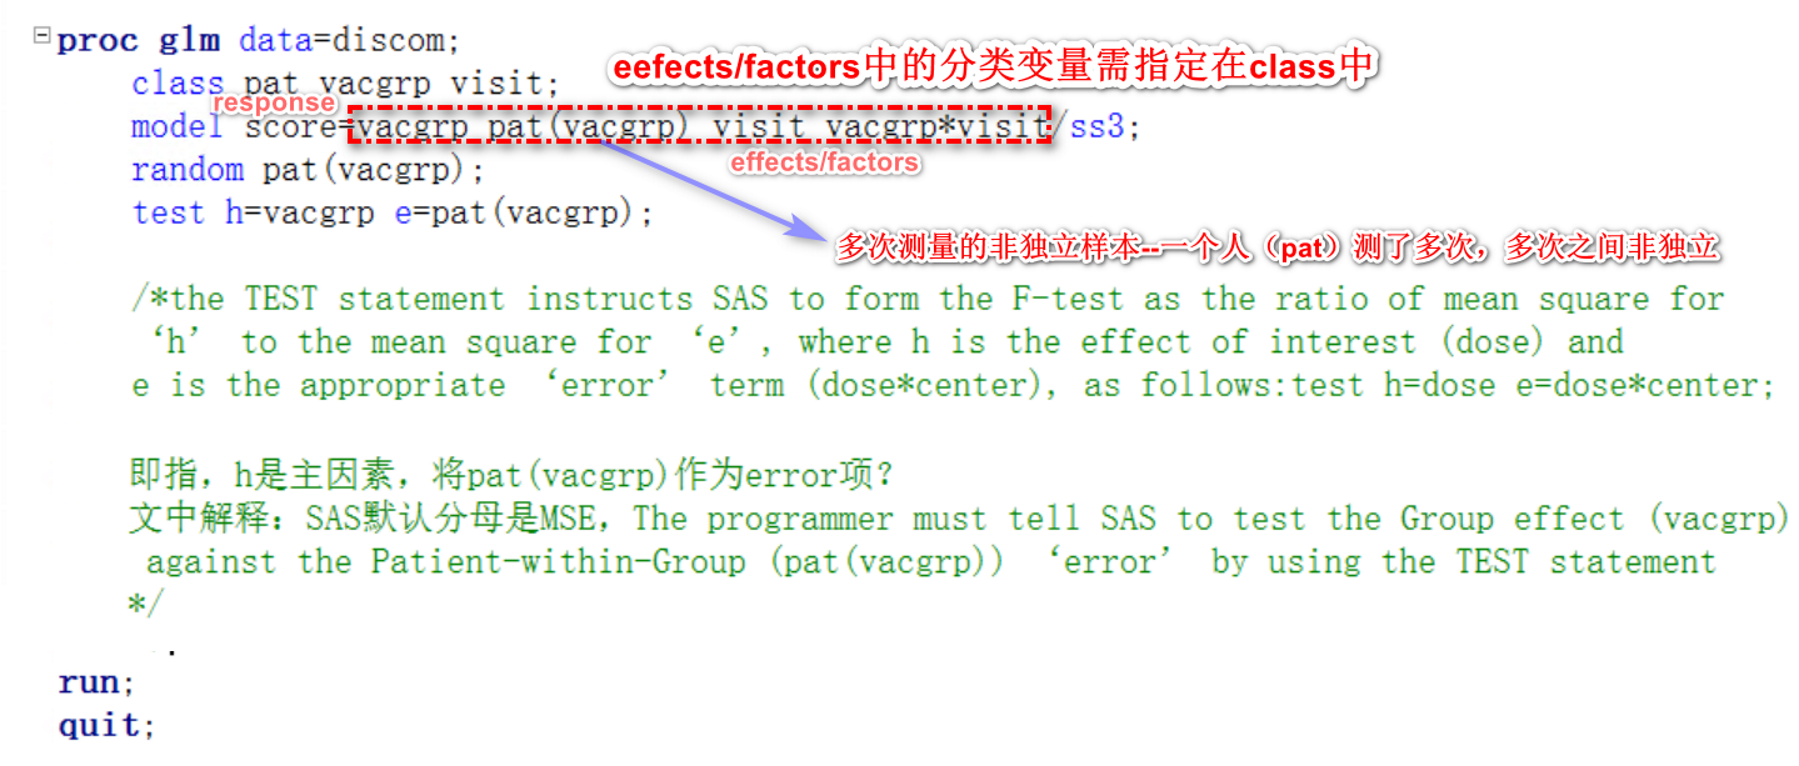 proc glm data=discom;
eefects/factors中的分类变量需指定在class中
class pat vacgrp visit;
response
model score=vacgrp pat(vacgrp) visit vacgrp*visit/ss3;
effects/factors
random pat(vacgrp);
test h=vacgrp e=pat(vacgrp);
多次测量的非独立样本--一个人（pat）测了多次，多次之间非独立
/*the TEST statement instructs SAS to form the F-test as the ratio of mean square for
‘h’ to the mean square for ‘e’, where h is the effect of interest (dose) and
e is the appropriate ‘error’ term (dose*center), as follows:test h=dose e=dose*center;
即指，h是主因素，将pat(vacgrp)作为error项？
文中解释：SAS默认分母是MSE，The programmer must tell SAS to test the Group effect (vacgrp)
against the Patient-within-Group (pat(vacgrp)) ‘error’ by using the TEST statement
*/
run;
quit;